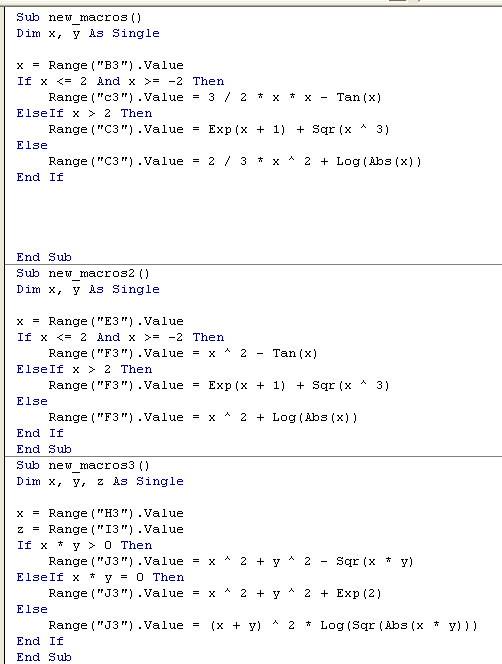 Sub new_macros()
Dim x, y As Single
x = Range("B3").Value
If x <= 2 And x >= -2 Then
Range("c3").Value = 3 / 2 * x * x - Tan(x)
ElseIf x > 2 Then
Range("C3").Value = Exp(x + 1) + Sqr(x ^ 3)
Else
Range("C3").Value = 2 / 3 * x ^ 2 + Log(Abs(x))
End If
End Sub
Sub new_macros2()
Dim x, y As Single
x = Range("E3").Value
If x <= 2 And x >= -2 Then
Range("F3").Value = x ^ 2 - Tan(x)
ElseIf x > 2 Then
Range("F3").Value = Exp(x + 1) + Sqr(x ^ 3)
Else
Range("F3").Value = x ^ 2 + Log(Abs(x))
End If
End Sub
Sub new_macros3()
Dim x, y, z As Single
x = Range("H3").Value
z = Range("I3").Value
If x * y > 0 Then
Range("J3").Value = x ^ 2 + y ^ 2 - Sqr(x * y)
ElseIf x * y = 0 Then
Range("J3").Value = x ^ 2 + y ^ 2 + Exp(2)
Else
Range("J3").Value = (x + y) ^ 2 * Log(Sqr(Abs(x * y)))
End If
End Sub